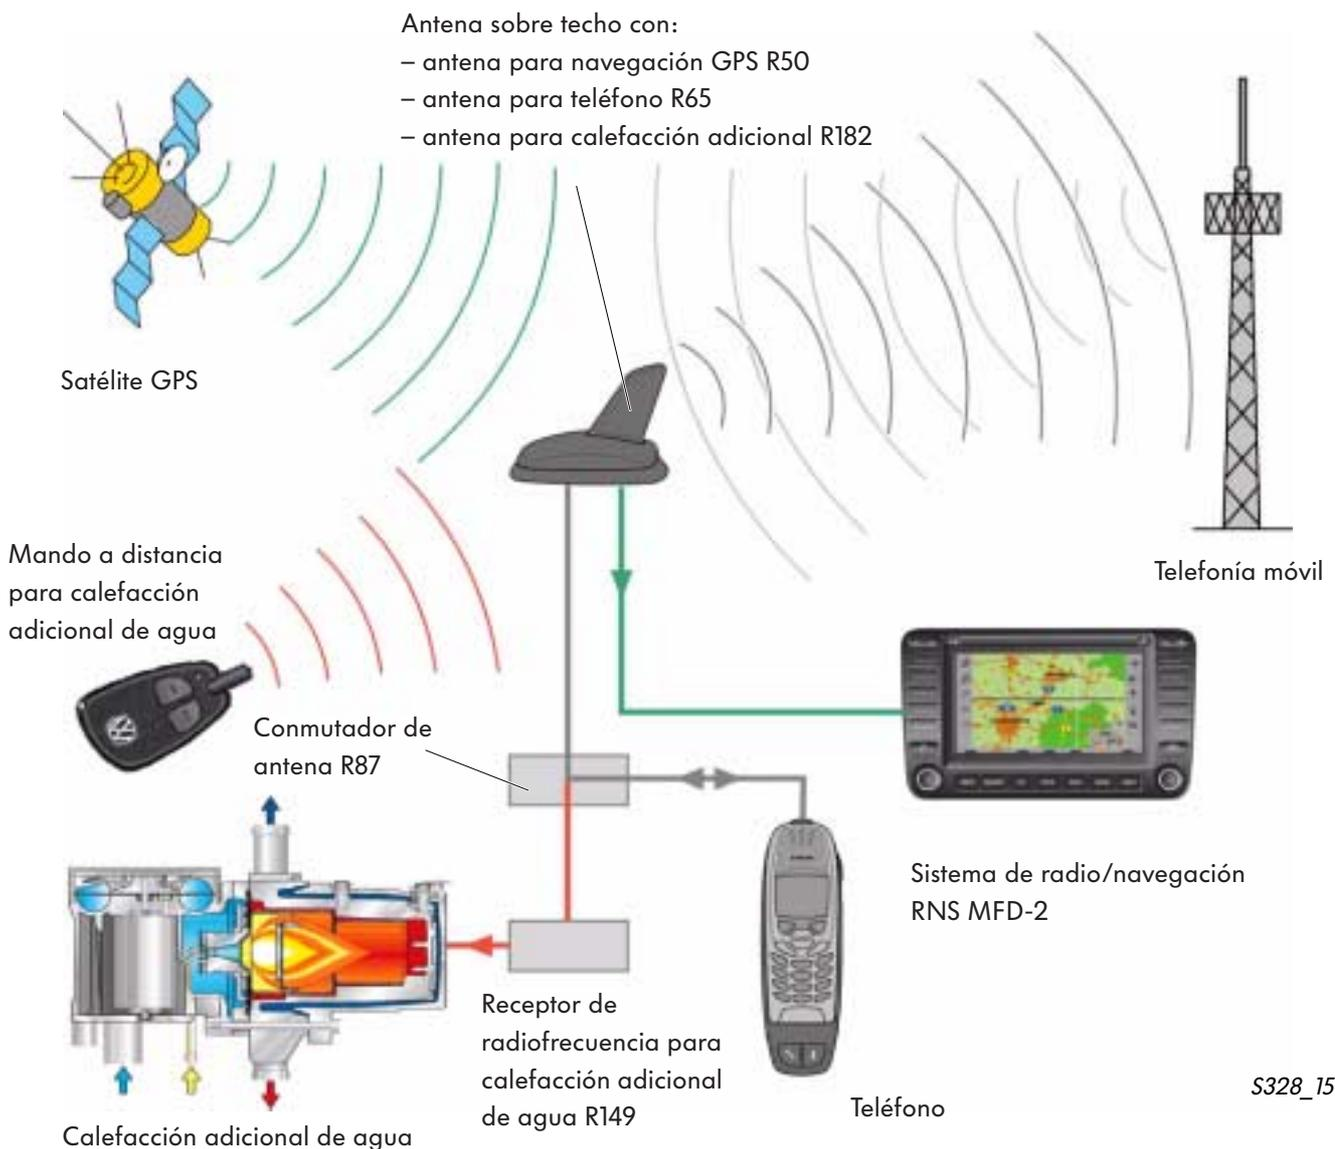 Antena sobre techo con:
– antena para navegación GPS R50
– antena para teléfono R65
– antena para calefacción adicional R182
Satélite GPS
Telefonía móvil
Mando a distancia
para calefacción
adicional de agua
Conmutador de
antena R87
Sistema de radio/navegación
RNS MFD-2
Receptor de
radiofrecuencia para
calefacción adicional
de agua R149
Teléfono
Calefacción adicional de agua
S328_15